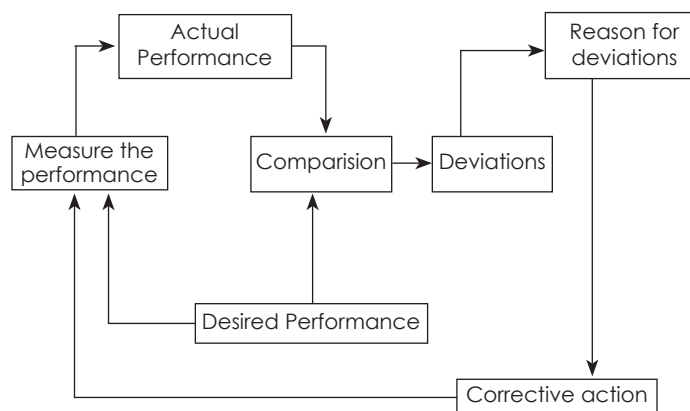 Actual
Performance
Reason for
deviations
Measure the
performance
Comparision
Deviations
Desired Performance
Corrective action